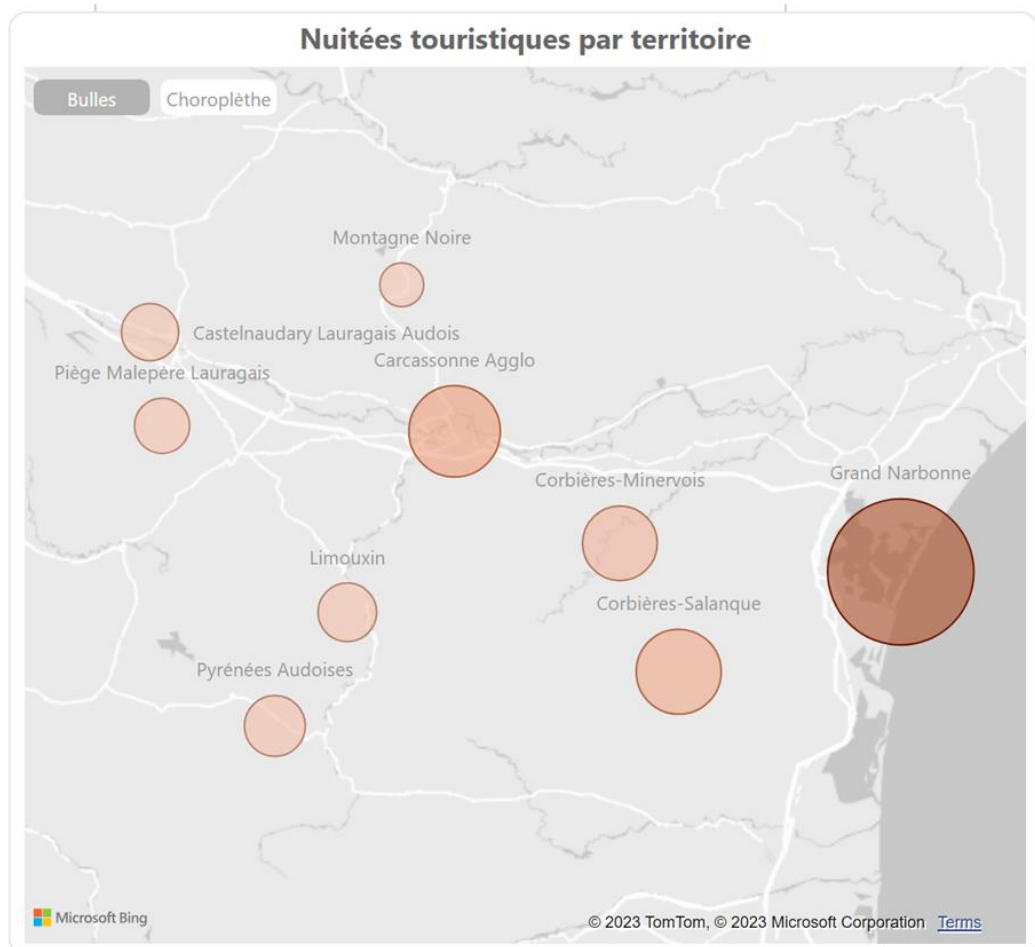 Nuitées touristiques par territoire
Bulles
Choroplèthe
Montagne Noire
Castelnaudary Lauragais Audois
Carcassonne Agglo
Piège Malepère Lauragais
Grand Narbonne
Corbières-Minervois
Limouxin
Corbières-Salanque
Pyrénées Audoises
Microsoft Bing
© 2023 TomTom, © 2023 Microsoft Corporation Terms